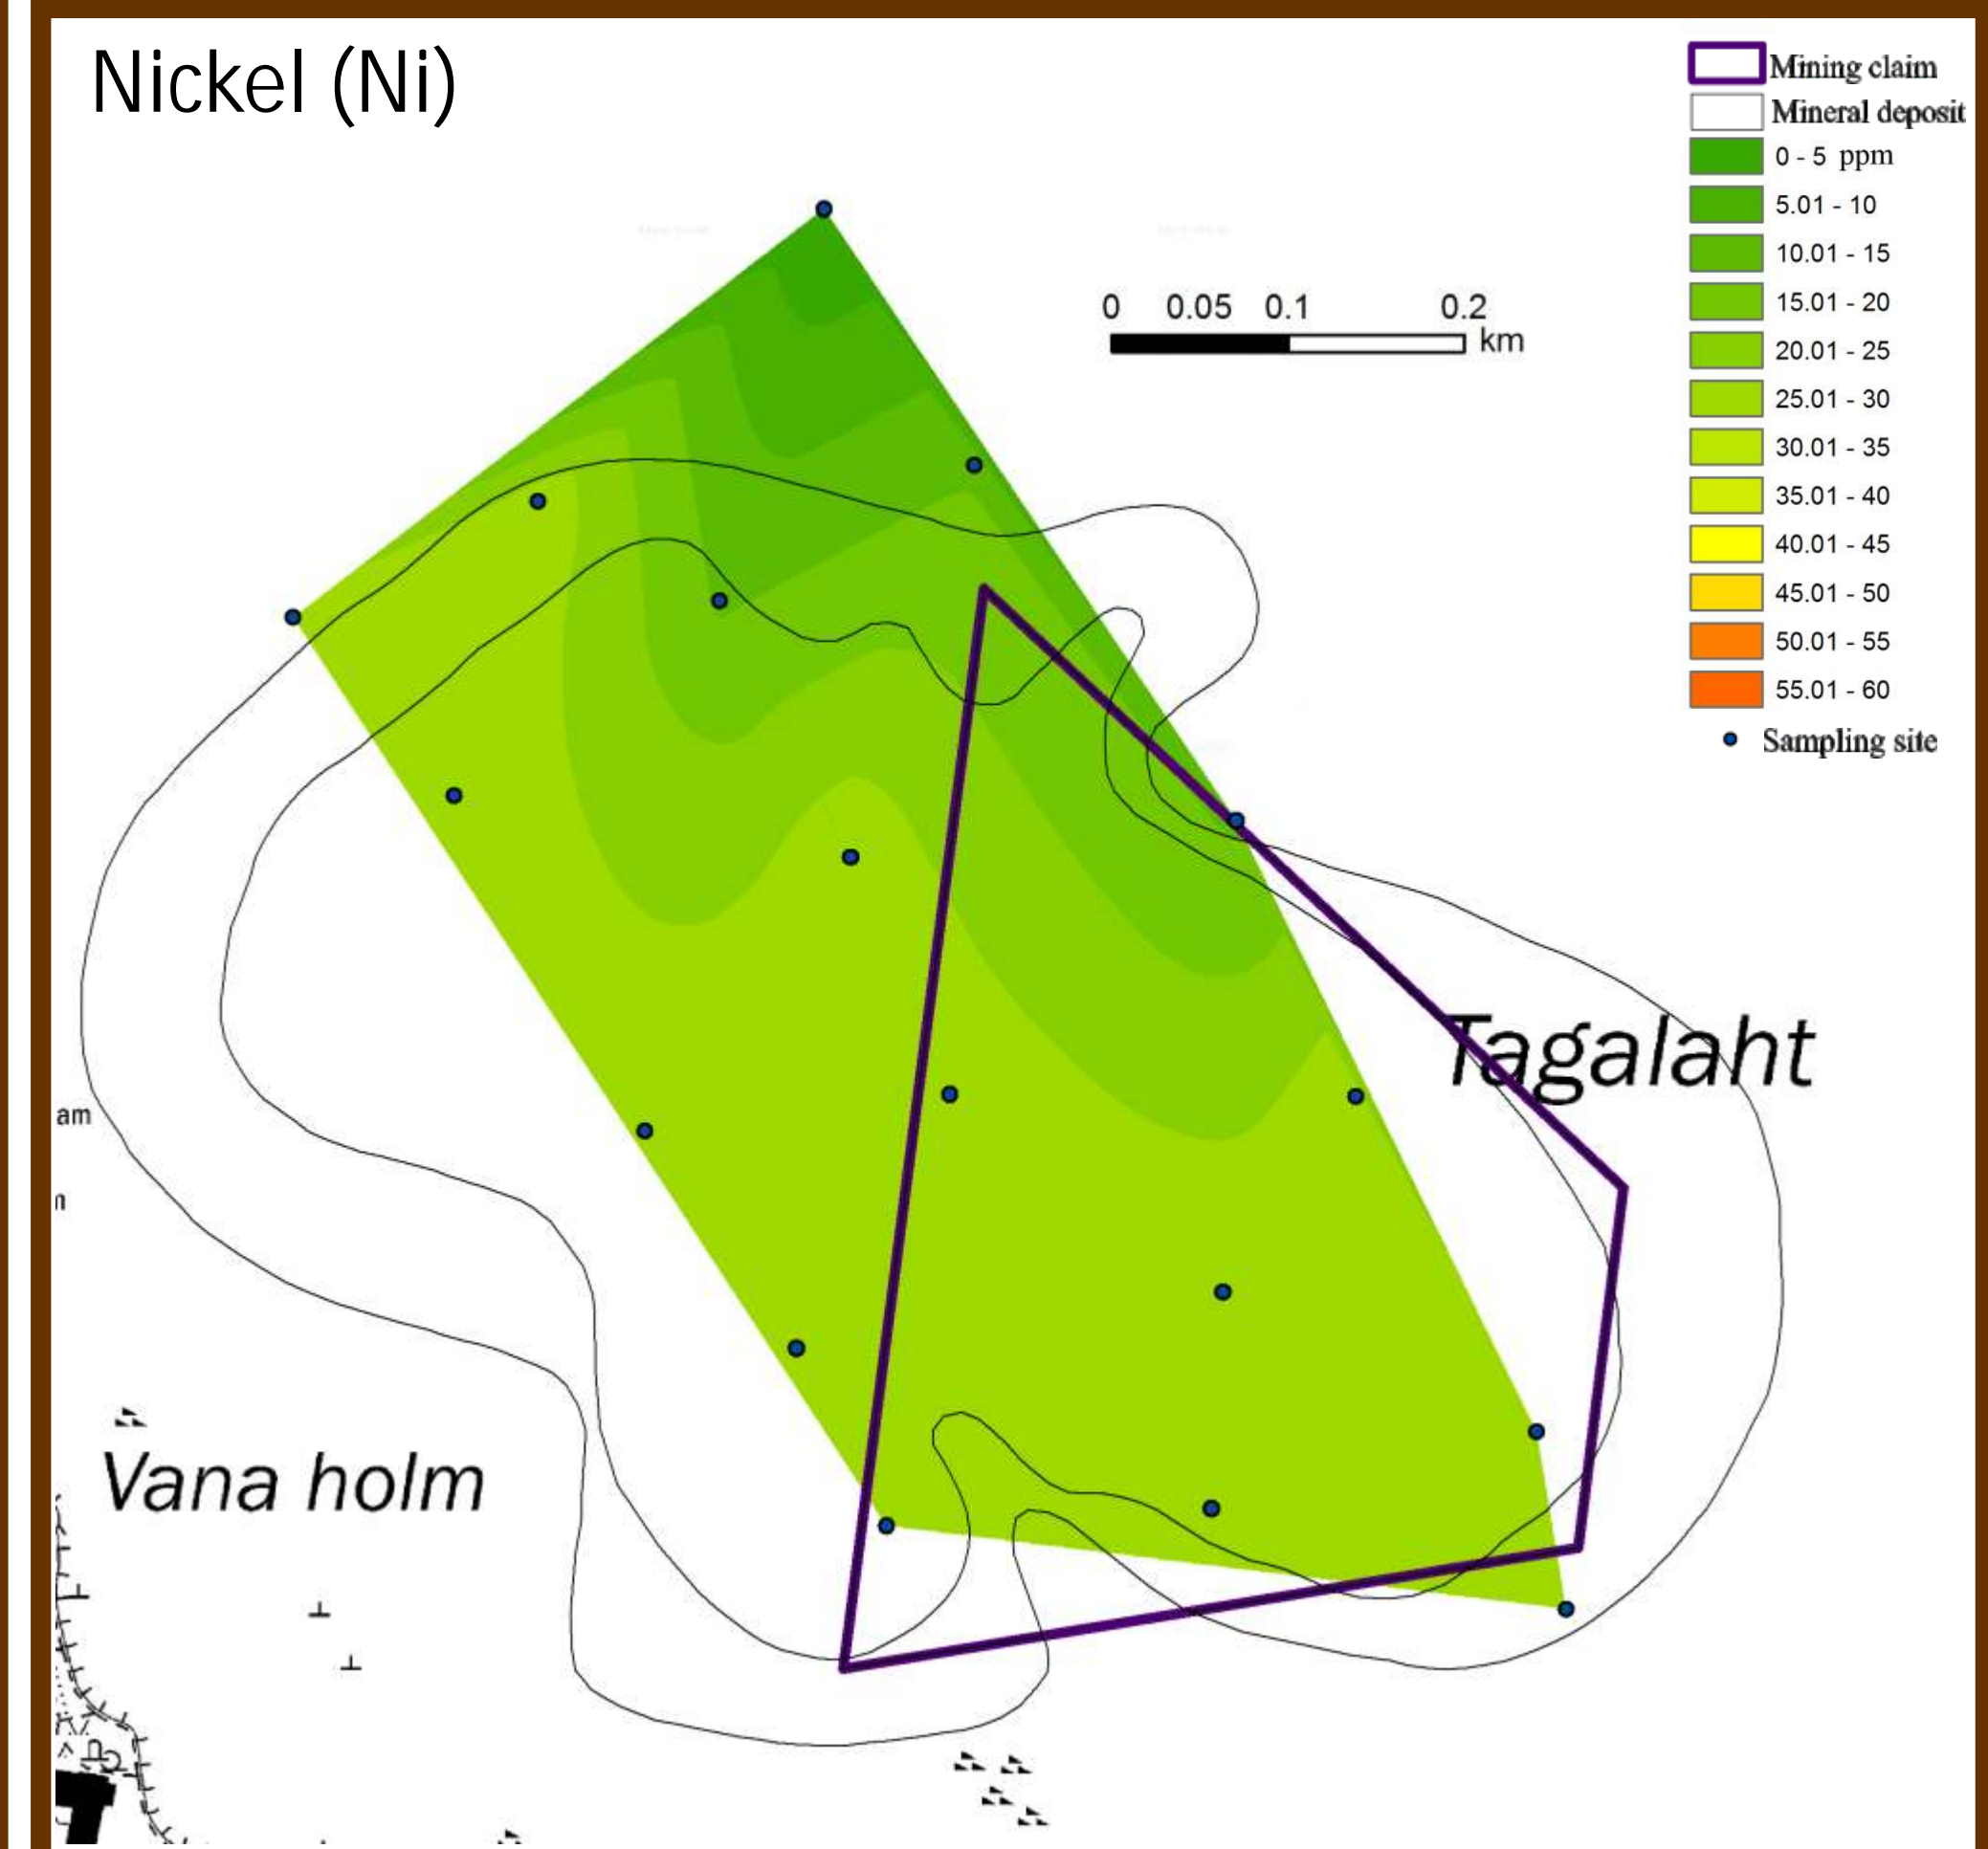 Nickel (Ni)
Mining claim
Mineral deposit
0 - 5 ppm
5.01 - 10
10.01 - 15
15.01 - 20
20.01 - 25
25.01 - 30
30.01 - 35
35.01 - 40
40.01 - 45
45.01 - 50
50.01 - 55
55.01 - 60
Sampling site
0 0.05 0.1 0.2
km
Tagalaht
am
n
Vana holm